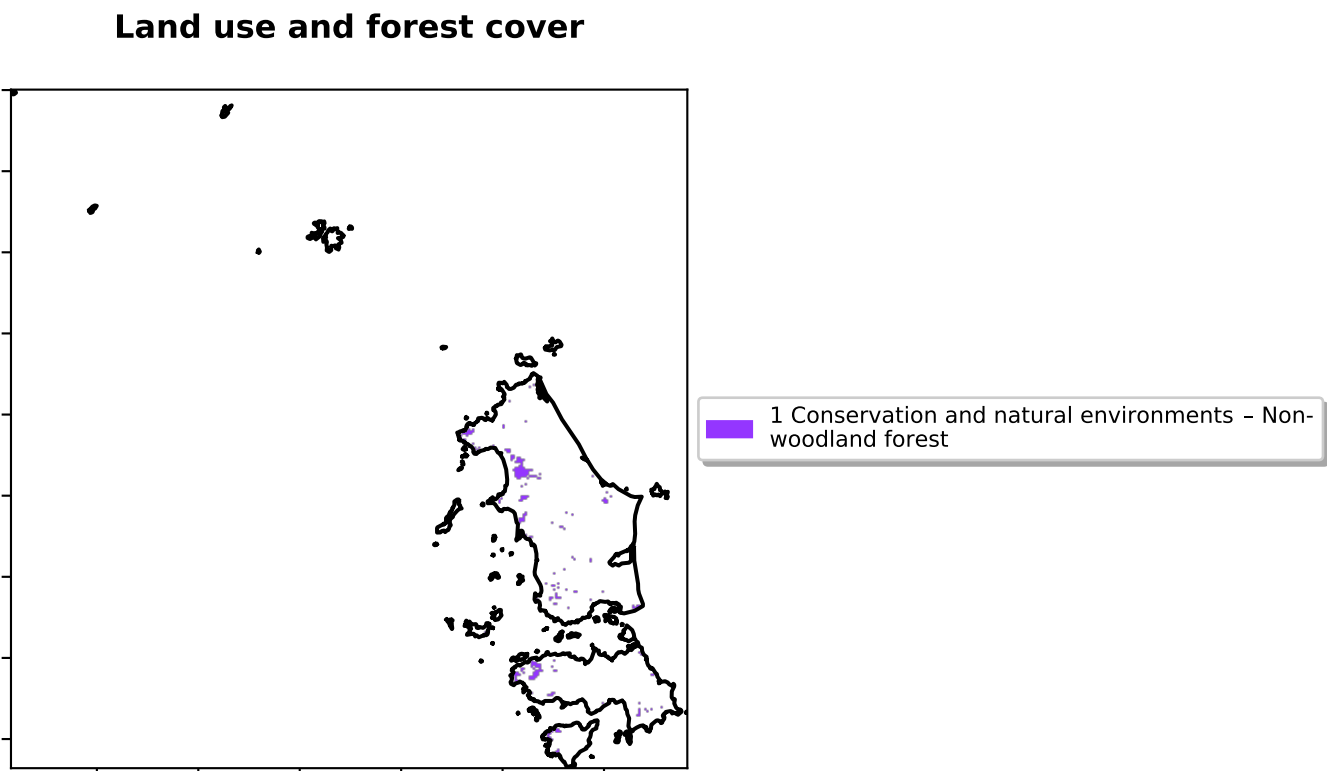 Land use and forest cover
1 Conservation and natural environments – Non-
woodland forest